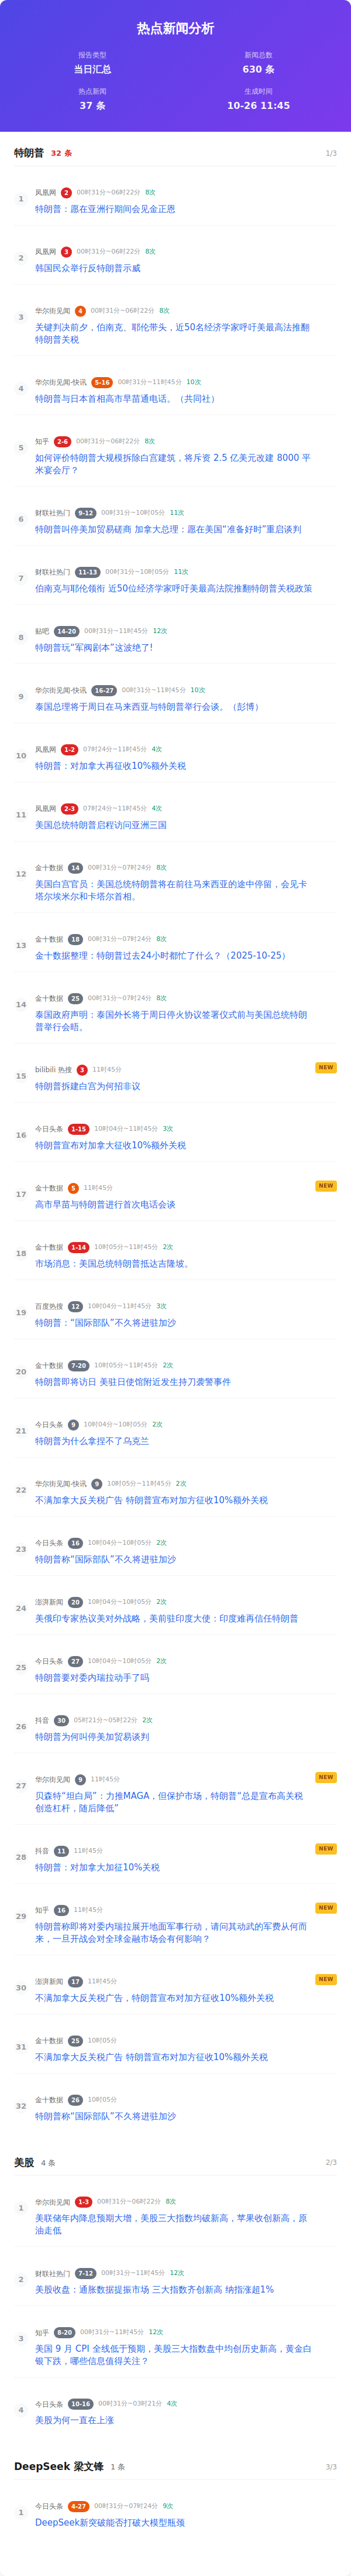 热点新闻分析
报告类型 新闻总数
当日汇总 630 条
热点新闻 生成时间
37 条 10-26 11:45
特朗普 32 条 1/3
1 凤凰网 2 00时31分~06时22分 8次
特朗普：愿在亚洲行期间会见金正恩
2 凤凰网 3 00时31分~06时22分 8次
韩国民众举行反特朗普示威
3 华尔街见闻 4 00时31分~06时22分 8次
关键判决前夕，伯南克、耶伦带头，近50名经济学家呼吁美最高法推翻
特朗普关税
4 华尔街见闻-快讯 5-16 00时31分~11时45分 10次
特朗普与日本首相高市早苗通电话。（共同社）
5 知乎 2-6 00时31分~06时22分 8次
如何评价特朗普大规模拆除白宫建筑，将斥资 2.5 亿美元改建 8000 平
米宴会厅？
6 财联社热门 9-12 00时31分~10时05分 11次
特朗普叫停美加贸易磋商 加拿大总理：愿在美国“准备好时”重启谈判
7 财联社热门 11-13 00时31分~10时05分 11次
伯南克与耶伦领衔 近50位经济学家呼吁美最高法院推翻特朗普关税政策
8 贴吧 14-20 00时31分~11时45分 12次
特朗普玩“军阀剧本”这波绝了!
9 华尔街见闻-快讯 16-27 00时31分~11时45分 10次
泰国总理将于周日在马来西亚与特朗普举行会谈。（彭博）
10 凤凰网 1-2 07时24分~11时45分 4次
特朗普：对加拿大再征收10%额外关税
11 凤凰网 2-3 07时24分~11时45分 4次
美国总统特朗普启程访问亚洲三国
12 金十数据 14 00时31分~07时24分 8次
美国白宫官员：美国总统特朗普将在前往马来西亚的途中停留，会见卡
塔尔埃米尔和卡塔尔首相。
13 金十数据 18 00时31分~07时24分 8次
金十数据整理：特朗普过去24小时都忙了什么？（2025-10-25）
14 金十数据 25 00时31分~07时24分 8次
泰国政府声明：泰国外长将于周日停火协议签署仪式前与美国总统特朗
普举行会晤。
15 bilibili 热搜 3 11时45分 NEW
特朗普拆建白宫为何招非议
16 今日头条 1-15 10时04分~11时45分 3次
特朗普宣布对加拿大征收10%额外关税
17 金十数据 5 11时45分 NEW
高市早苗与特朗普进行首次电话会谈
18 金十数据 1-14 10时05分~11时45分 2次
市场消息：美国总统特朗普抵达吉隆坡。
19 百度热搜 12 10时04分~11时45分 3次
特朗普：“国际部队”不久将进驻加沙
20 金十数据 7-20 10时05分~11时45分 2次
特朗普即将访日 美驻日使馆附近发生持刀袭警事件
21 今日头条 9 10时04分~10时05分 2次
特朗普为什么拿捏不了乌克兰
22 华尔街见闻-快讯 9 10时05分~11时45分 2次
不满加拿大反关税广告 特朗普宣布对加方征收10%额外关税
23 今日头条 16 10时04分~10时05分 2次
特朗普称“国际部队”不久将进驻加沙
24 澎湃新闻 20 10时04分~10时05分 2次
美俄印专家热议美对外战略，美前驻印度大使：印度难再信任特朗普
25 今日头条 27 10时04分~10时05分 2次
特朗普要对委内瑞拉动手了吗
26 抖音 30 05时21分~05时22分 2次
特朗普为何叫停美加贸易谈判
27 华尔街见闻 9 11时45分 NEW
贝森特“坦白局”：力推MAGA，但保护市场，特朗普“总是宣布高关税
创造杠杆，随后降低”
28 抖音 11 11时45分 NEW
特朗普：对加拿大加征10%关税
29 知乎 16 11时45分 NEW
特朗普称即将对委内瑞拉展开地面军事行动，请问其动武的军费从何而
来，一旦开战会对全球金融市场会有何影响？
30 澎湃新闻 17 11时45分 NEW
不满加拿大反关税广告，特朗普宣布对加方征收10%额外关税
31 金十数据 25 10时05分
不满加拿大反关税广告 特朗普宣布对加方征收10%额外关税
32 金十数据 26 10时05分
特朗普称“国际部队”不久将进驻加沙
美股 4 条 2/3
1 华尔街见闻 1-3 00时31分~06时22分 8次
美联储年内降息预期大增，美股三大指数均破新高，苹果收创新高，原
油走低
2 财联社热门 7-12 00时31分~11时45分 12次
美股收盘：通胀数据提振市场 三大指数齐创新高 纳指涨超1%
3 知乎 8-20 00时31分~11时45分 12次
美国 9 月 CPI 全线低于预期，美股三大指数盘中均创历史新高，黄金白
银下跌，哪些信息值得关注？
4 今日头条 10-16 00时31分~03时21分 4次
美股为何一直在上涨
DeepSeek 梁文锋 1 条 3/3
1 今日头条 4-27 00时31分~07时24分 9次
DeepSeek新突破能否打破大模型瓶颈